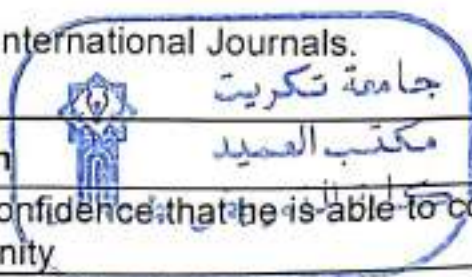 nternational Journals.
جامعة تكريت
مكتب العميد
onfidence that he is able to co
nity